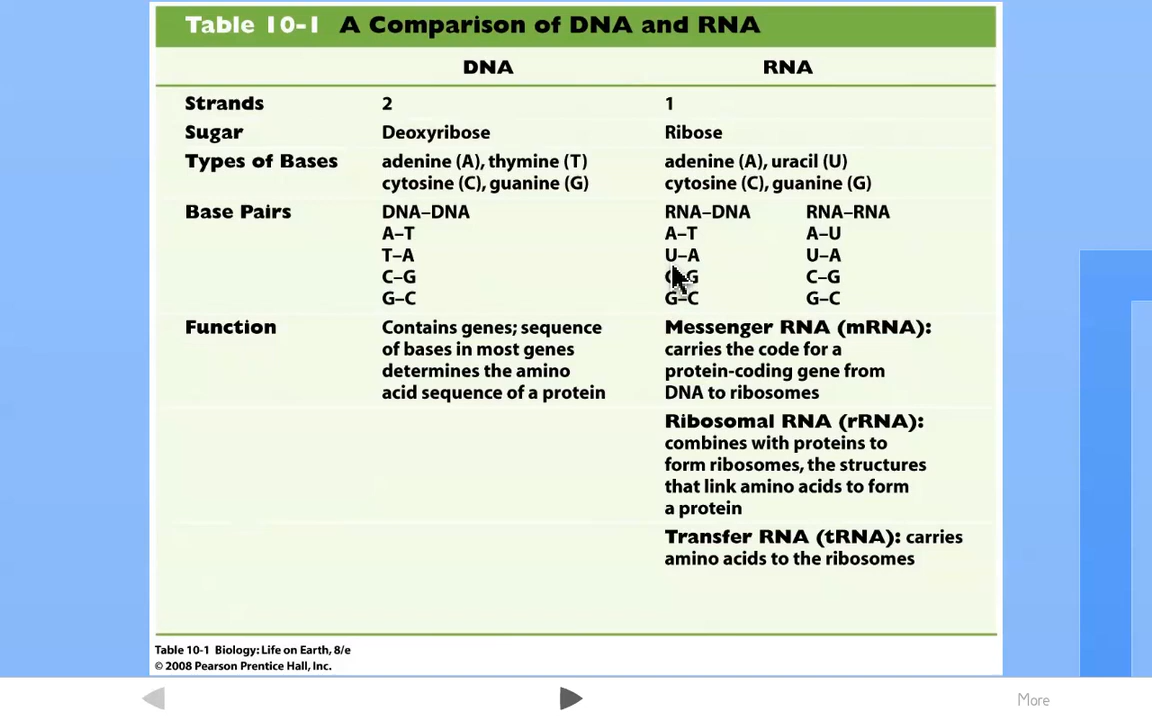 Table 10-1 A Comparison of DNA and RNA
DNA RNA
Strands 2 1
Sugar Deoxyribose Ribose
Types of Bases adenine (A), thymine (T) adenine (A), uracil (U)
cytosine (C), guanine (G) cytosine (C), guanine (G)
Base Pairs DNA–DNA RNA–DNA RNA–RNA
A–T A–T A–U
T–A U–A U–A
C–G G C–G
G–C G–C G–C
Function Contains genes; sequence Messenger RNA (mRNA):
of bases in most genes carries the code for a
determines the amino protein-coding gene from
acid sequence of a protein DNA to ribosomes
Ribosomal RNA (rRNA):
combines with proteins to
form ribosomes, the structures
that link amino acids to form
a protein
Transfer RNA (tRNA): carries
amino acids to the ribosomes
Table 10-1 Biology: Life on Earth, 8/e
© 2008 Pearson Prentice Hall, Inc.
More